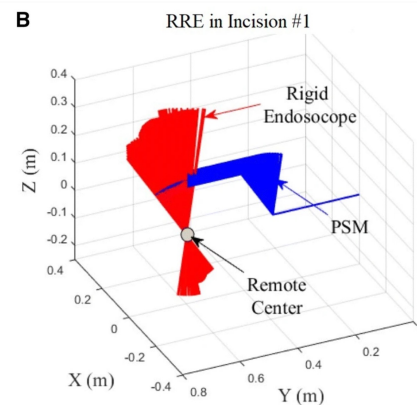 B
RRE in Incision #1
0.4
0.3
0.2
0.1
0
-0.1
-0.2
Z (m)
Rigid
Endosocope
PSM
Remote
Center
0.4
0.2
0
-0.2
-0.4
X (m)
0.8
0.6
0.4
0.2
Y (m)